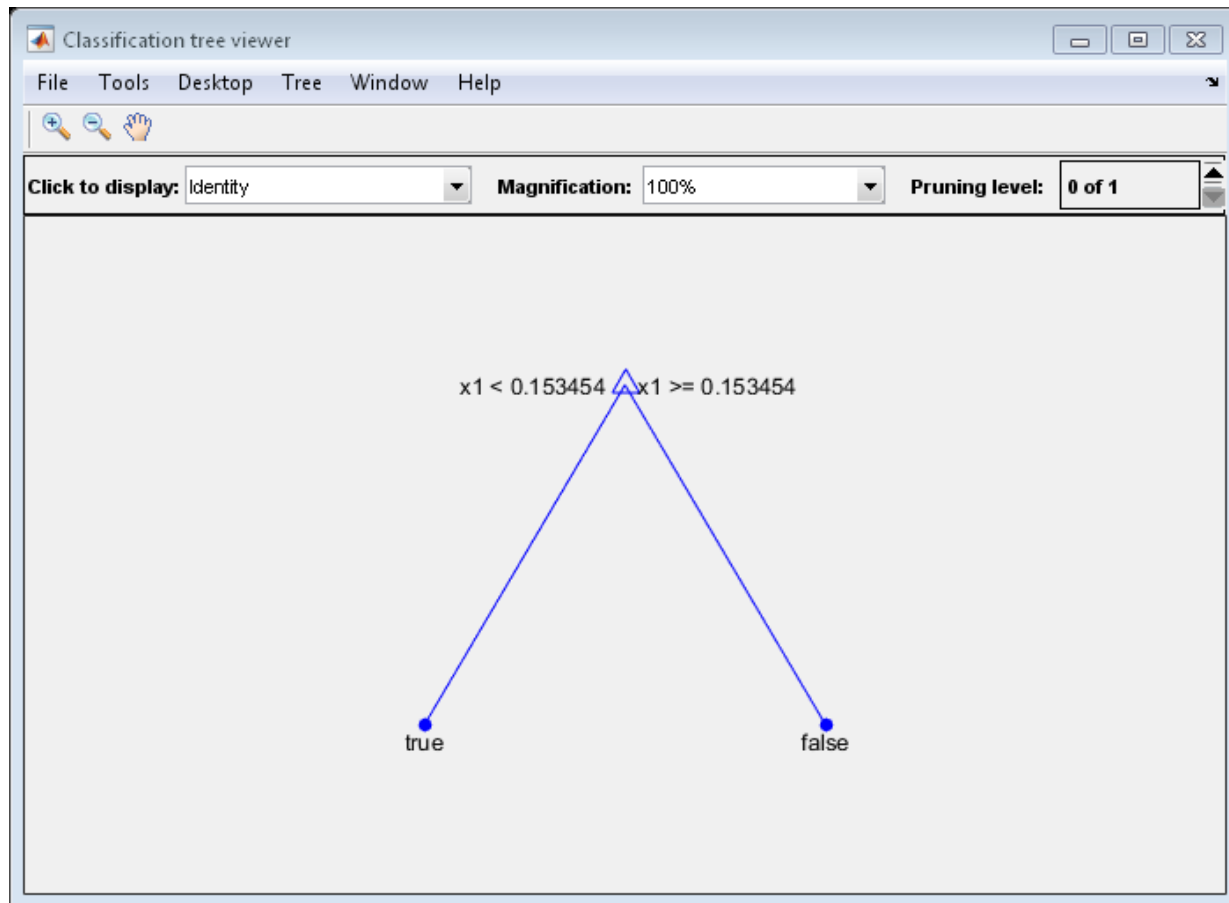 Classification tree viewer
File Tools Desktop Tree Window Help
Click to display: Identity Magnification: 100% Pruning level: 0 of 1
x1 < 0.153454 x1 >= 0.153454
true false